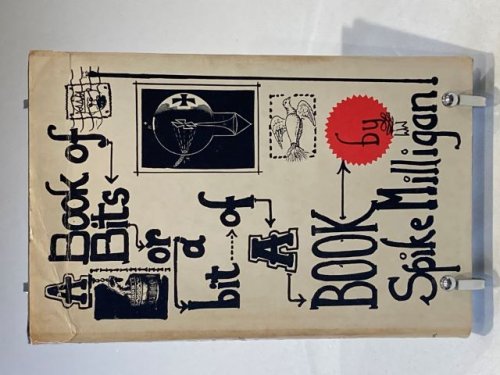 A Book of
Bits
or
a
bit of
A
BOOK by
Spike Milligan!